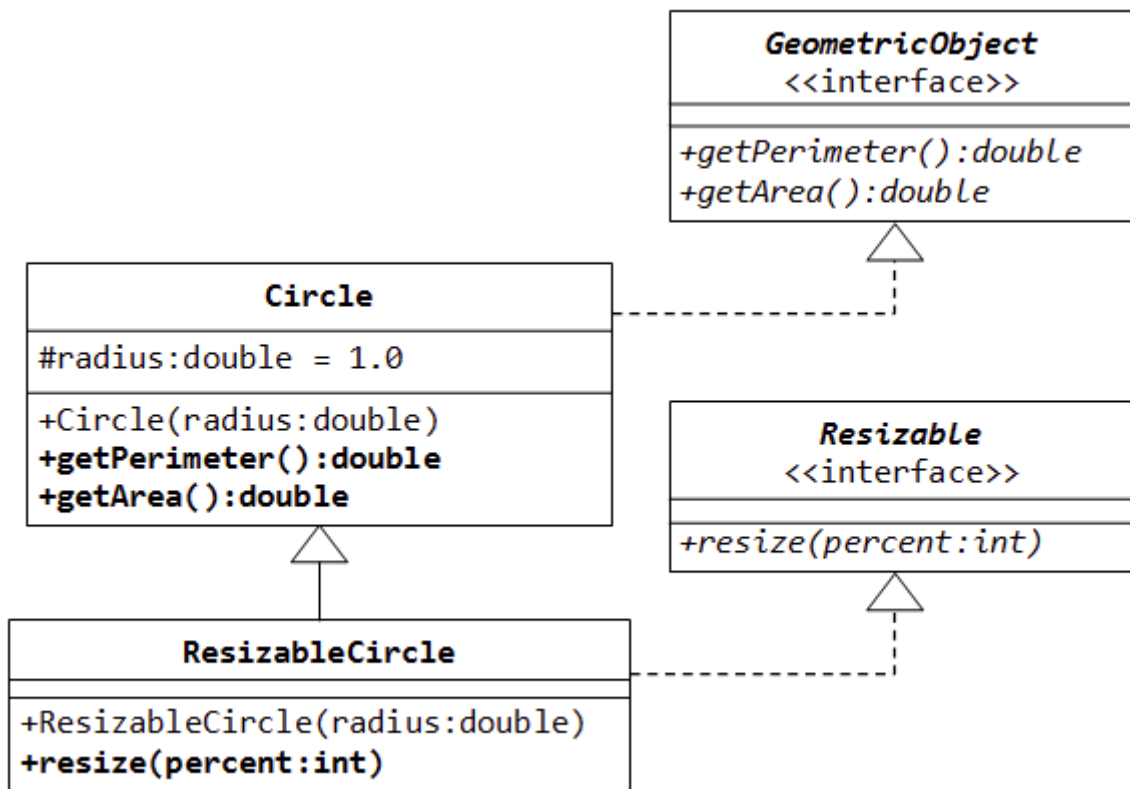 GeometricObject
<<interface>>
+getPerimeter():double
+getArea():double
Circle
#radius:double = 1.0
+Circle(radius:double)
+getPerimeter():double
+getArea():double
Resizable
<<interface>>
+resize(percent:int)
ResizableCircle
+ResizableCircle(radius:double)
+resize(percent:int)